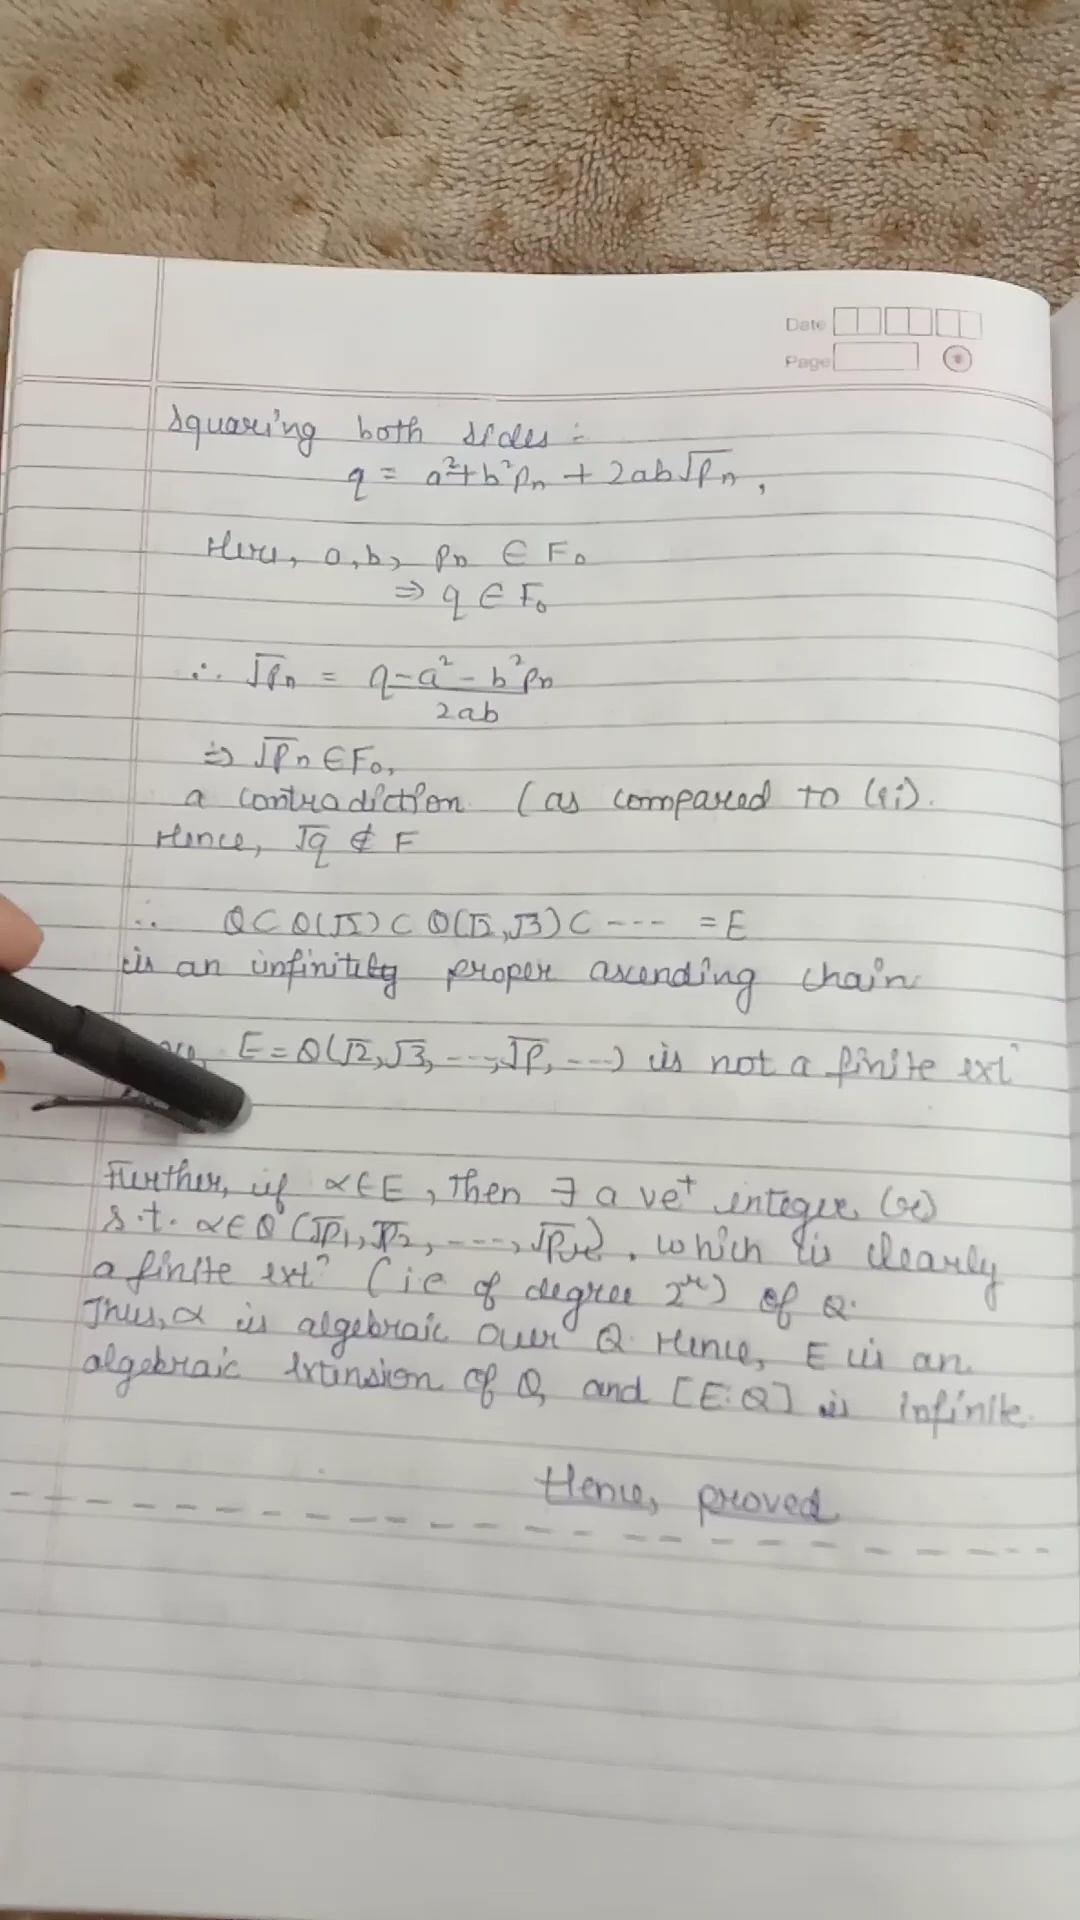 Date
Page
Squaring both sides :-
q = a²+b²pₙ + 2ab√pₙ,
Here, a,b, pₙ ∈ F₀
⇒ q ∈ F₀
∴ √pₙ = q-a²-b²pₙ
2ab
⇒ √pₙ ∈ F₀,
a contradiction (as compared to (ii).
Hence, √q ∉ F
∴ Q⊂Q(√2)⊂Q(√2,√3)⊂ ---- = E
is an infinitely proper ascending chain
E = Q(√2,√3, ---,√p, ---) is not a finite extⁿ
Further, if α∈E, then ∃ a ve⁺ integer (r)
s.t. α∈Q (√p₁, √p₂, ----, √pᵣ), which is clearly
a finite extⁿ (i.e of degree 2ʳ) of Q.
Thus, α is algebraic over Q. Hence, E is an
algebraic extension of Q, and [E:Q] is infinite.
Hence, proved